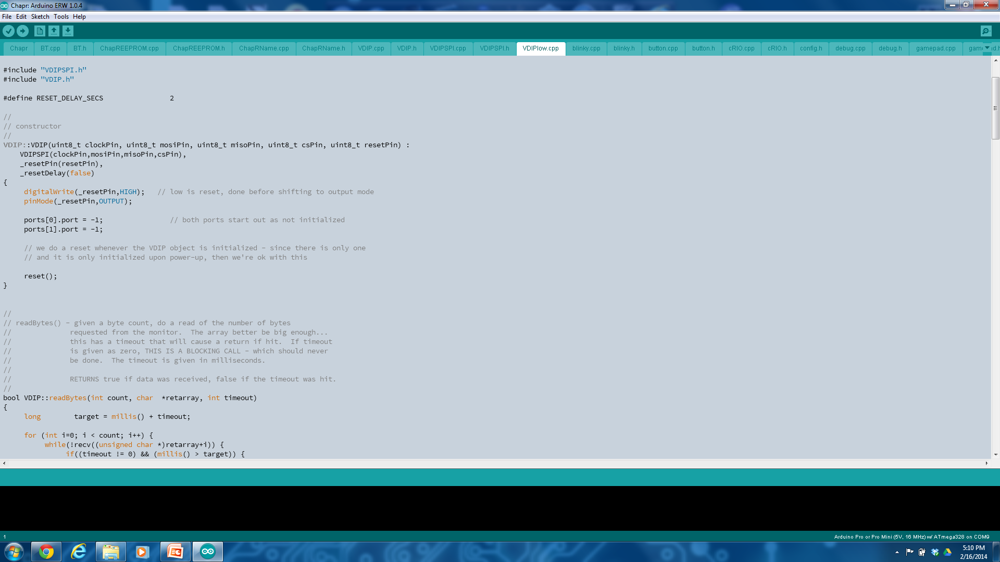 Chapr: Arduino ERW 1.0.4
File Edit Sketch Tools Help
Chapr BT.cpp BT.h ChapREEPROM.cpp ChapREEPROM.h ChapRName.cpp ChapRName.h VDIP.cpp VDIP.h VDIPSPI.cpp VDIPSPI.h VDIPlow.cpp blinky.cpp blinky.h button.cpp button.h cRIO.cpp cRIO.h config.h debug.cpp debug.h gamepad.cpp
#include "VDIPSPI.h"
#include "VDIP.h"
#define RESET_DELAY_SECS 2
//
// constructor
//
VDIP::VDIP(uint8_t clockPin, uint8_t mosiPin, uint8_t misoPin, uint8_t csPin, uint8_t resetPin) :
VDIPSPI(clockPin,mosiPin,misoPin,csPin),
_resetPin(resetPin),
_resetDelay(false)
{
digitalWrite(_resetPin,HIGH); // low is reset, done before shifting to output mode
pinMode(_resetPin,OUTPUT);
ports[0].port = -1; // both ports start out as not initialized
ports[1].port = -1;
// we do a reset whenever the VDIP object is initialized - since there is only one
// and it is only initialized upon power-up, then we're ok with this
reset();
}
//
// readBytes() - given a byte count, do a read of the number of bytes
// requested from the monitor. The array better be big enough...
// this has a timeout that will cause a return if hit. If timeout
// is given as zero, THIS IS A BLOCKING CALL - which should never
// be done. The timeout is given in milliseconds.
//
// RETURNS true if data was received, false if the timeout was hit.
//
bool VDIP::readBytes(int count, char *retarray, int timeout)
{
long target = millis() + timeout;
for (int i=0; i < count; i++) {
while(!recv((unsigned char *)retarray+i)) {
if((timeout != 0) && (millis() > target)) {
1
Arduino Pro or Pro Mini (5V, 16 MHz) w/ ATmega328 on COM9
5:10 PM
2/16/2014